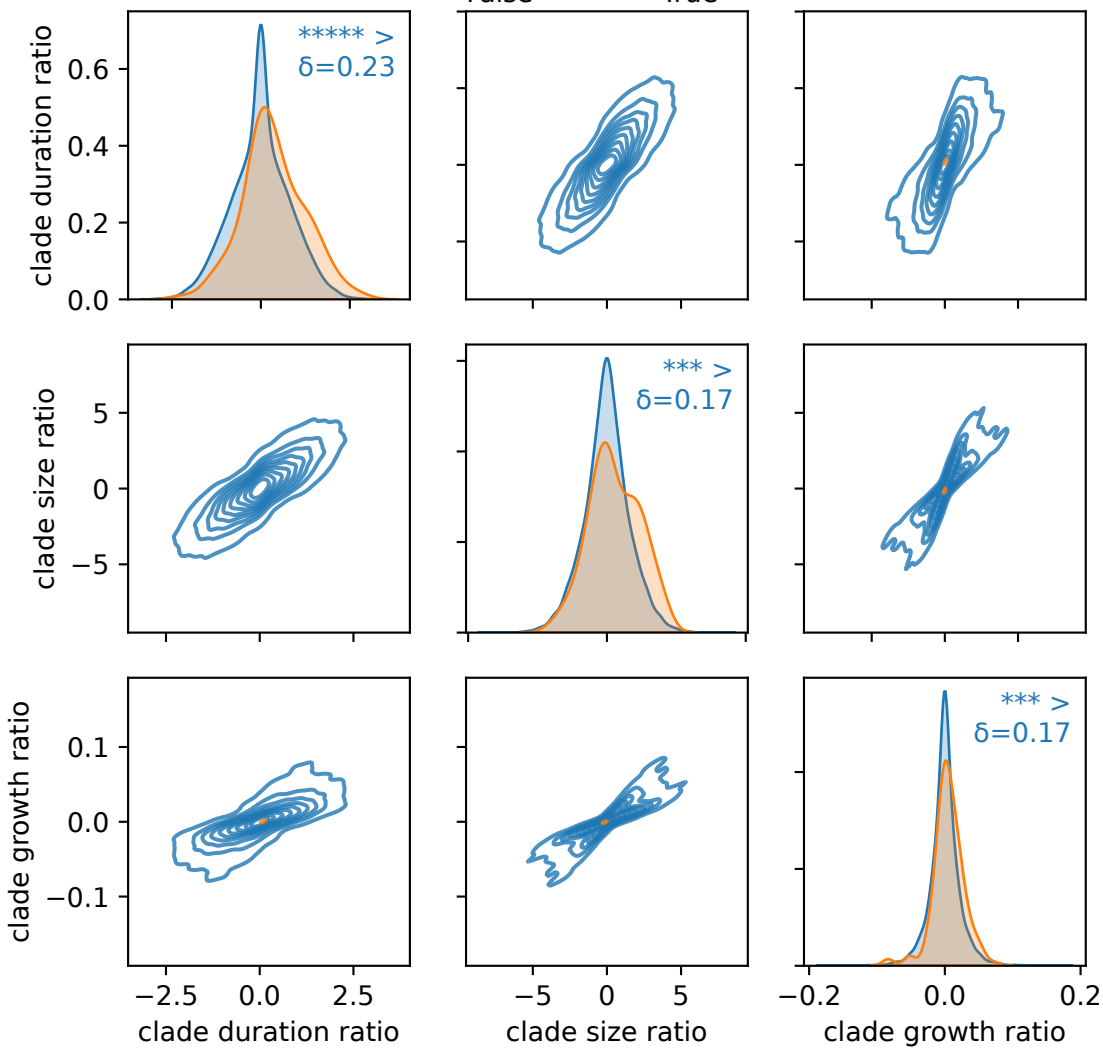 ***** >
δ=0.23
0.6
0.4
0.2
0.0
clade duration ratio
*** >
δ=0.17
5
0
−5
clade size ratio
*** >
δ=0.17
0.1
0.0
−0.1
clade growth ratio
−2.5 0.0 2.5
−5 0 5
−0.2 0.0 0.2
clade duration ratio
clade size ratio
clade growth ratio